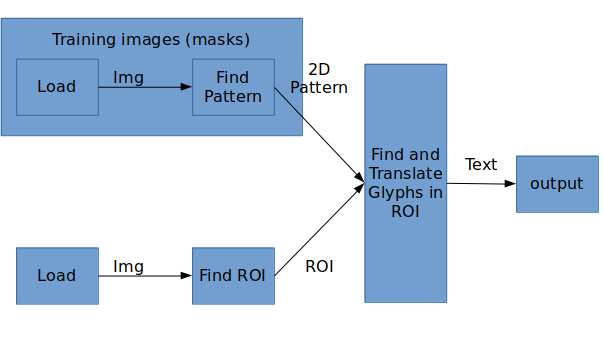 Training images (masks)
Load
Img
Find
Pattern
2D
Pattern
Find and
Translate
Glyphs in
ROI
Text
output
Load
Img
Find ROI
ROI